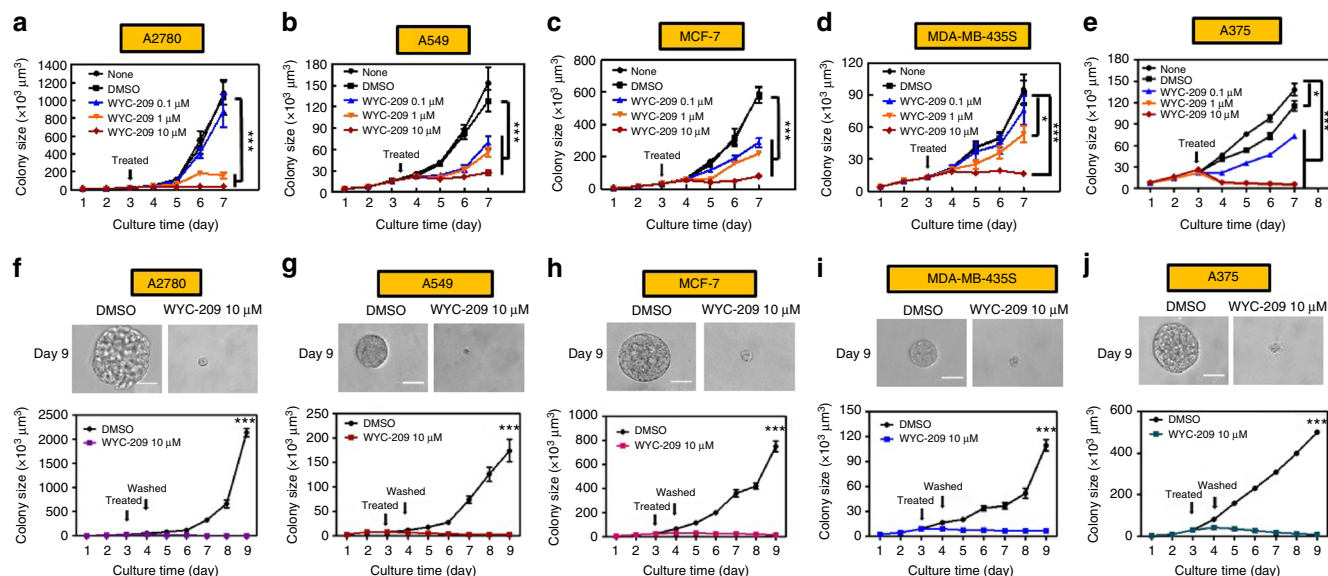 a
A2780
Colony size (×10³ μm³)
1400
1200
1000
800
600
400
200
0
None
DMSO
WYC-209 0.1 μM
WYC-209 1 μM
WYC-209 10 μM
Treated
***
1 2 3 4 5 6 7
Culture time (day)
b
A549
Colony size (×10³ μm³)
180
150
120
90
60
30
0
None
DMSO
WYC-209 0.1 μM
WYC-209 1 μM
WYC-209 10 μM
Treated
***
1 2 3 4 5 6 7
Culture time (day)
c
MCF-7
Colony size (×10³ μm³)
800
600
400
200
0
None
DMSO
WYC-209 0.1 μM
WYC-209 1 μM
WYC-209 10 μM
Treated
***
1 2 3 4 5 6 7
Culture time (day)
d
MDA-MB-435S
Colony size (×10³ μm³)
120
90
60
30
0
None
DMSO
WYC-209 0.1 μM
WYC-209 1 μM
WYC-209 10 μM
Treated
*
***
1 2 3 4 5 6 7
Culture time (day)
e
A375
Colony size (×10³ μm³)
180
150
120
90
60
30
0
None
DMSO
WYC-209 0.1 μM
WYC-209 1 μM
WYC-209 10 μM
Treated
*
***
1 2 3 4 5 6 7 8
Culture time (day)
f
A2780
DMSO WYC-209 10 μM
Day 9
Colony size (×10³ μm³)
2500
2000
1500
1000
500
0
DMSO
WYC-209 10 μM
***
Washed
Treated
1 2 3 4 5 6 7 8 9
Culture time (day)
g
A549
DMSO WYC-209 10 μM
Day 9
Colony size (×10³ μm³)
250
200
150
100
50
0
DMSO
WYC-209 10 μM
***
Washed
Treated
1 2 3 4 5 6 7 8 9
Culture time (day)
h
MCF-7
DMSO WYC-209 10 μM
Day 9
Colony size (×10³ μm³)
1000
800
600
400
200
0
DMSO
WYC-209 10 μM
***
Washed
Treated
1 2 3 4 5 6 7 8 9
Culture time (day)
i
MDA-MB-435S
DMSO WYC-209 10 μM
Day 9
Colony size (×10³ μm³)
150
120
90
60
30
0
DMSO
WYC-209 10 μM
***
Washed
Treated
1 2 3 4 5 6 7 8 9
Culture time (day)
j
A375
DMSO WYC-209 10 μM
Day 9
Colony size (×10³ μm³)
600
400
200
0
DMSO
WYC-209 10 μM
***
Washed
Treated
1 2 3 4 5 6 7 8 9
Culture time (day)